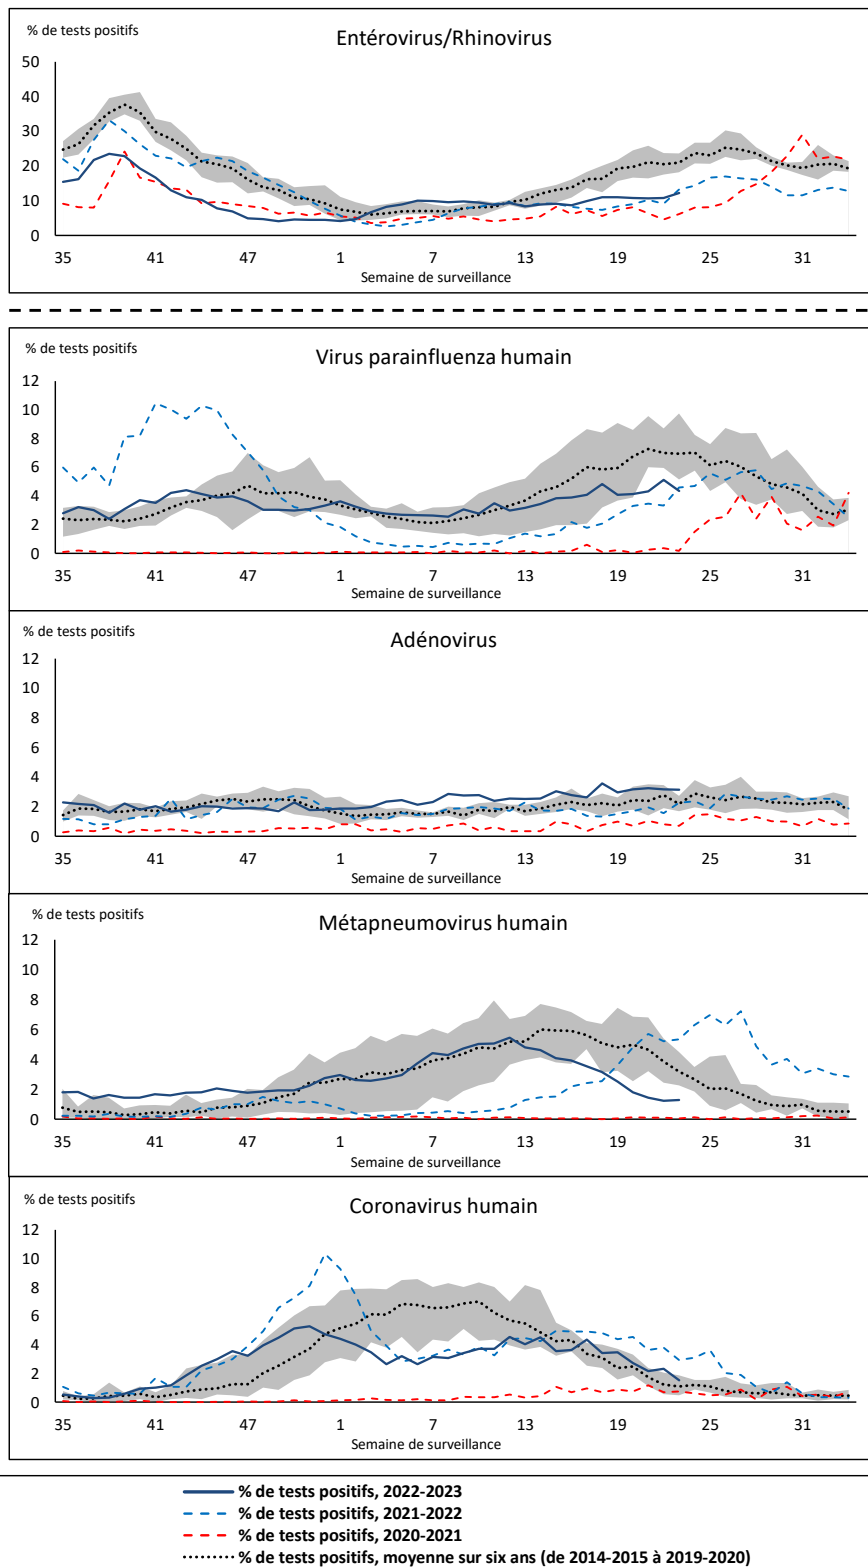 % de tests positifs
Entérovirus/Rhinovirus
50
40
30
20
10
0
35 41 47 1 7 13 19 25 31
Semaine de surveillance
% de tests positifs
Virus parainfluenza humain
12
10
8
6
4
2
0
35 41 47 1 7 13 19 25 31
Semaine de surveillance
% de tests positifs
Adénovirus
12
10
8
6
4
2
0
35 41 47 1 7 13 19 25 31
Semaine de surveillance
% de tests positifs
Métapneumovirus humain
12
10
8
6
4
2
0
35 41 47 1 7 13 19 25 31
Semaine de surveillance
% de tests positifs
Coronavirus humain
12
10
8
6
4
2
0
35 41 47 1 7 13 19 25 31
Semaine de surveillance
% de tests positifs, 2022-2023
% de tests positifs, 2021-2022
% de tests positifs, 2020-2021
% de tests positifs, moyenne sur six ans (de 2014-2015 à 2019-2020)